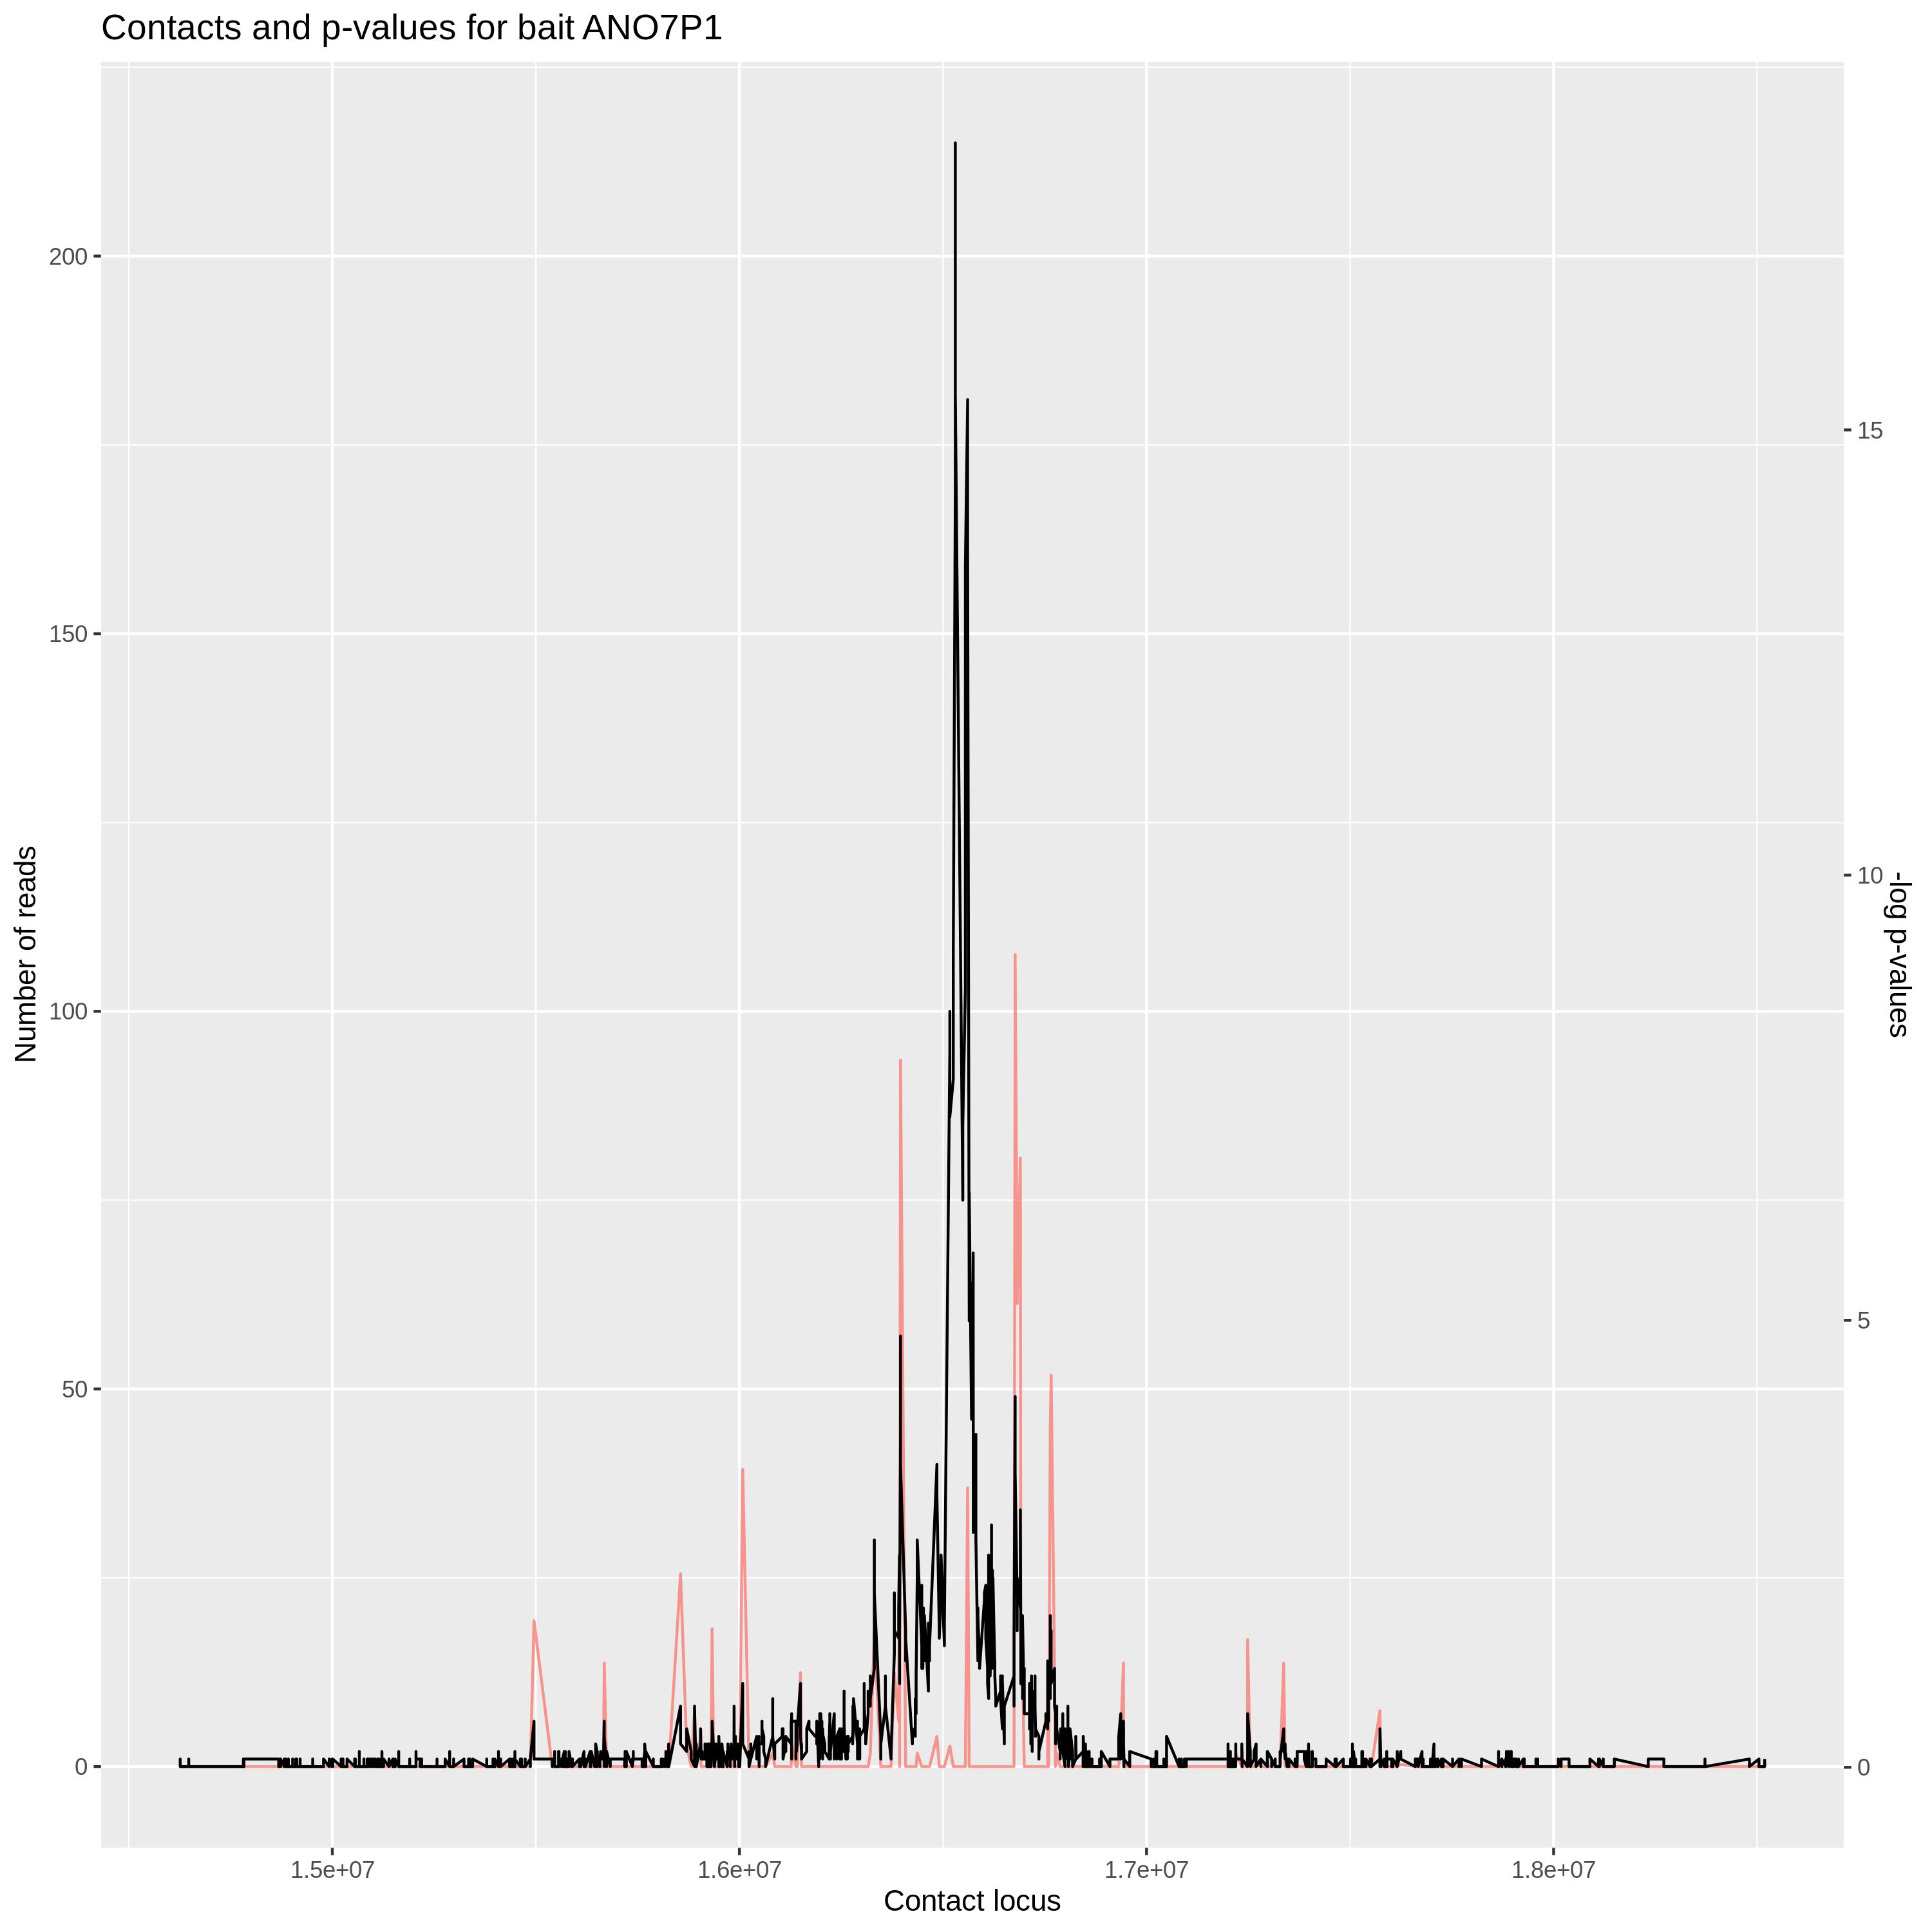 Contacts and p-values for bait ANO7P1
200
150
100
50
0
Number of reads
15
10
5
0
-log p-values
1.5e+07
1.6e+07
1.7e+07
1.8e+07
Contact locus